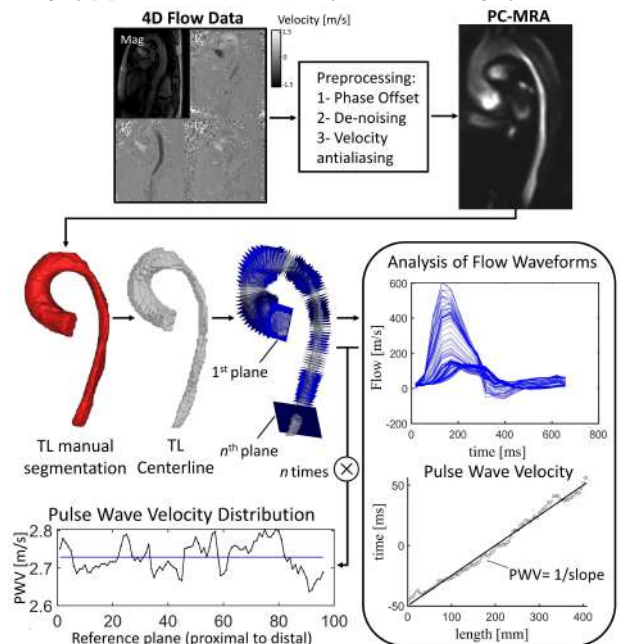 4D Flow Data
Velocity [m/s]
Mag
1.5
-1.5
Preprocessing:
1- Phase Offset
2- De-noising
3- Velocity
antialiasing
PC-MRA
TL manual
segmentation
TL
Centerline
1st plane
nth plane
n times
Analysis of Flow Waveforms
Flow [m/s]
600
400
200
0
-200
0
200
400
600
800
time [ms]
Pulse Wave Velocity
time [ms]
50
0
-50
0
100
200
300
400
length [mm]
PWV= 1/slope
Pulse Wave Velocity Distribution
PWV [m/s]
2.8
2.7
2.6
0
20
40
60
80
100
Reference plane (proximal to distal)